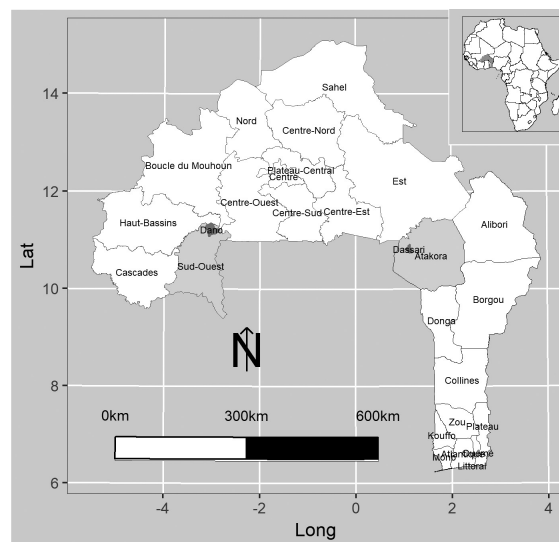 Sahel
14
Nord
Centre-Nord
Boucle du Mouhoun
Plateau-Central
Centre
Est
12
Centre-Ouest
Centre-Sud
Centre-Est
Haut-Bassins
Dano
Alibori
Dassari
Atakora
Cascades
Sud-Ouest
10
Borgou
Donga
N
8
Collines
0km 300km 600km
Zou
Plateau
Kouffo
Atlantique
Ouémé
Mono
Littoral
6
-4 -2 0 2 4
Long
Lat